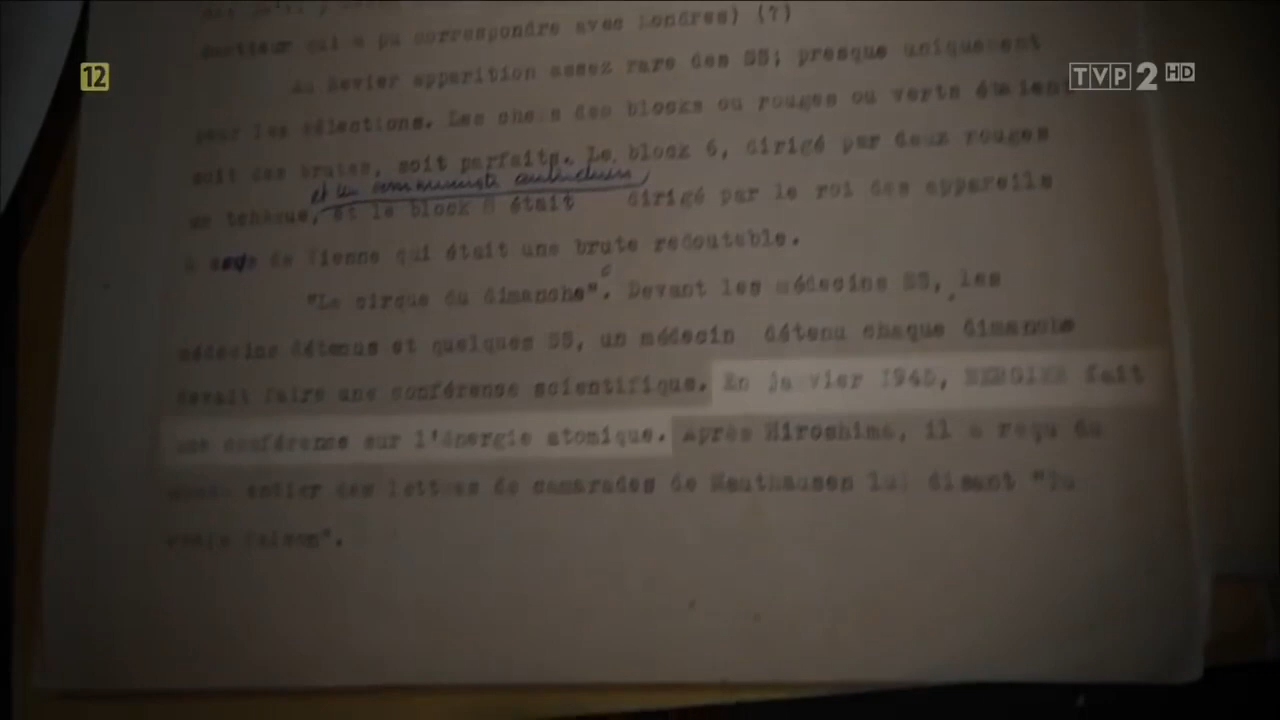 qui a pu correspondre avec Londres) (7)
12
TVP 2 HD
Au Revier apparition assez rare des SS; presque uniquement
pour les sélections. Les chefs des blocks ou rouges ou verts étaient
soit des brutes, soit parfaits. Le block 6, dirigé par deux rouges
et un communiste autrichien
un tchèque, et le block 8 était dirigé par le roi des appareils
à sous de Vienne qui était une brute redoutable.
"Le cirque du dimanche". Devant les médecins SS, les
médecins détenus et quelques SS, un médecin détenu chaque dimanche
devait faire une conférence scientifique. En janvier 1945, BERGIER fait
une conférence sur l'énergie atomique. Après Hiroshima, il a reçu du
monde entier des lettres de camarades de Mauthausen lui disant "Tu
avais raison".